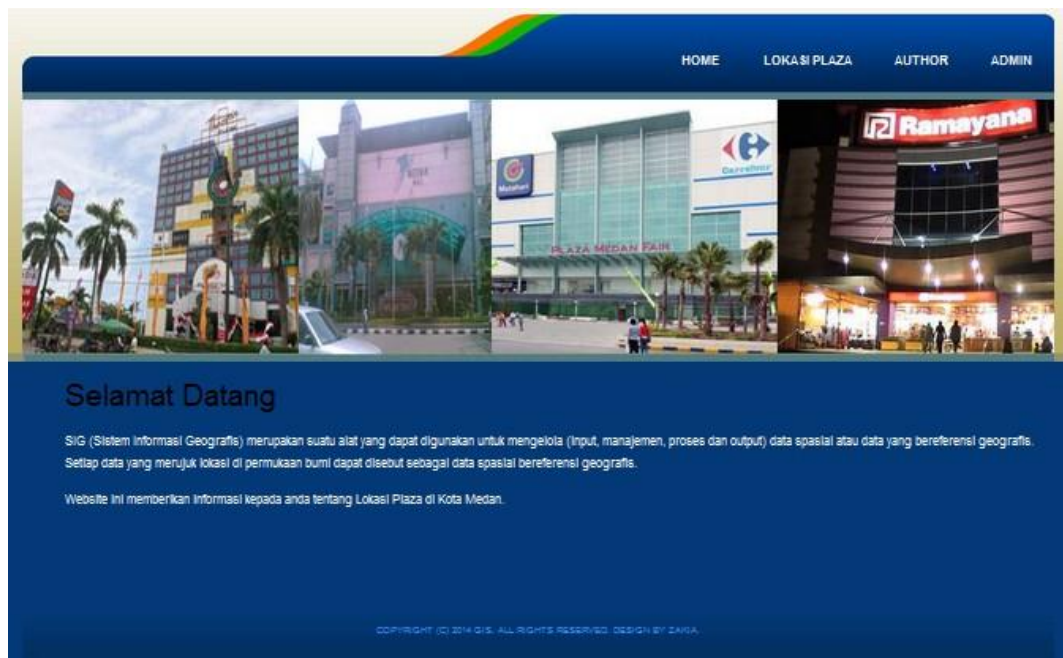 HOME LOKASI PLAZA AUTHOR ADMIN
Ramayana
Matahari
Carrefour
PLAZA MEDAN FAIR
Selamat Datang
SIG (Sistem Informasi Geografis) merupakan suatu alat yang dapat digunakan untuk mengelola (input, manajemen, proses dan output) data spasial atau data yang bereferensi geografis.
Setiap data yang merujuk lokasi di permukaan bumi dapat disebut sebagai data spasial bereferensi geografis.
Website ini memberikan informasi kepada anda tentang Lokasi Plaza di Kota Medan.
COPYRIGHT (C) 2014 GIS. ALL RIGHTS RESERVED. DESIGN BY ZAKIA.